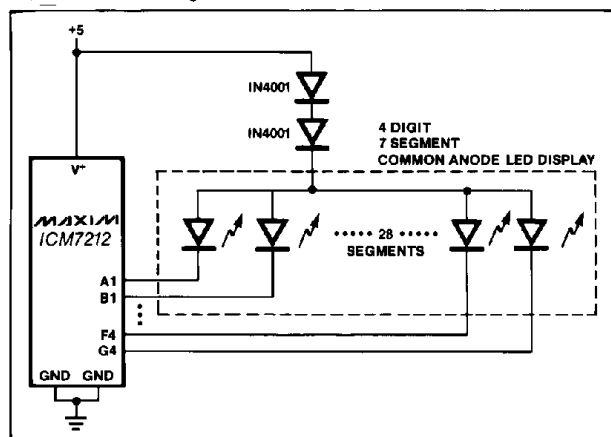 +5
IN4001
IN4001
4 DIGIT
7 SEGMENT
COMMON ANODE LED DISPLAY
V+
MAXIM
ICM7212
28
SEGMENTS
A1
B1
F4
G4
GND GND